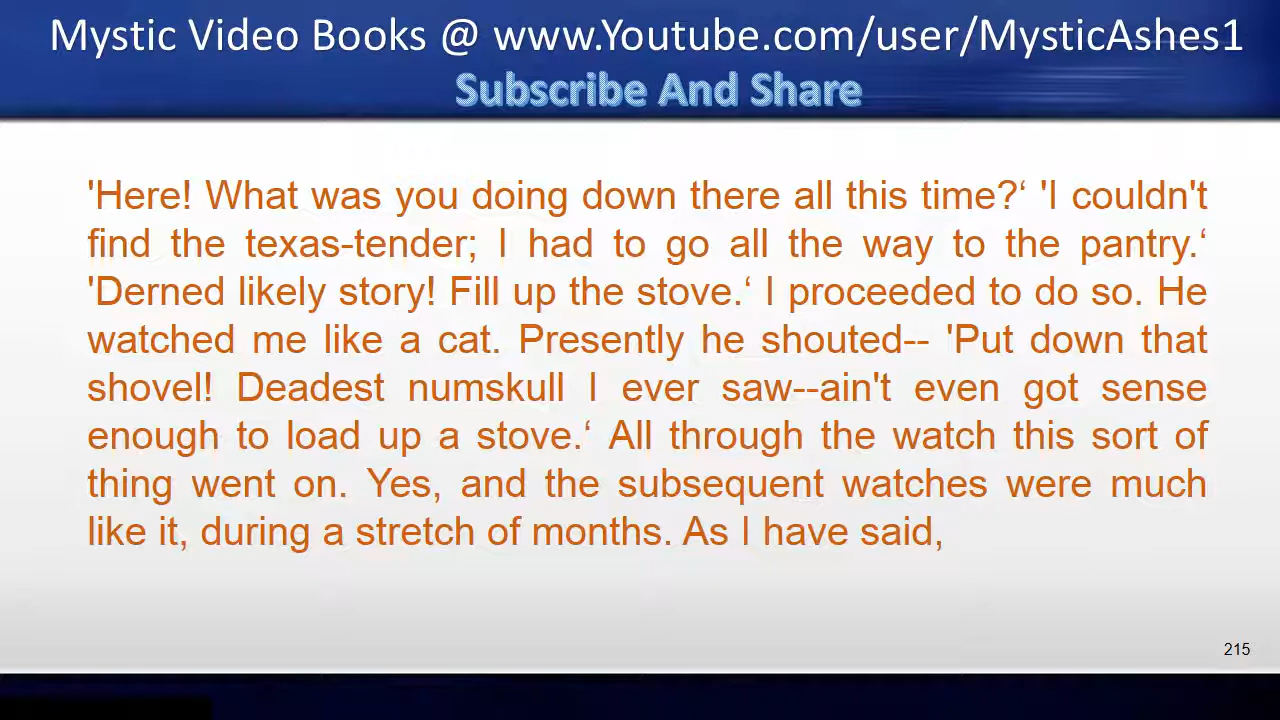 Mystic Video Books @ www.Youtube.com/user/MysticAshes1
Subscribe And Share
'Here! What was you doing down there all this time?‘ 'I couldn't
find the texas-tender; I had to go all the way to the pantry.‘
'Derned likely story! Fill up the stove.‘ I proceeded to do so. He
watched me like a cat. Presently he shouted-- 'Put down that
shovel! Deadest numskull I ever saw--ain't even got sense
enough to load up a stove.‘ All through the watch this sort of
thing went on. Yes, and the subsequent watches were much
like it, during a stretch of months. As I have said,
215